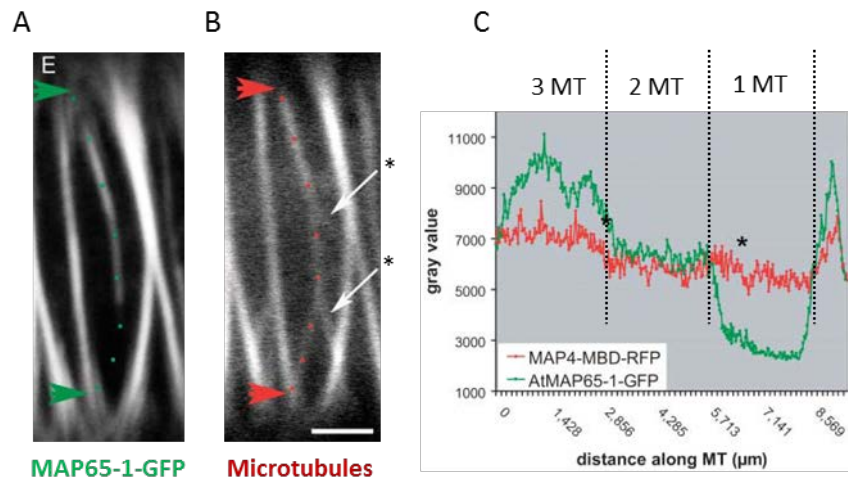 A
B
C
E
*
*
MAP65-1-GFP
Microtubules
3 MT
2 MT
1 MT
11000
9000
7000
5000
3000
1000
gray value
*
*
MAP4-MBD-RFP
AtMAP65-1-GFP
0
1,428
2,856
4,285
5,713
7,141
8,569
distance along MT (μm)